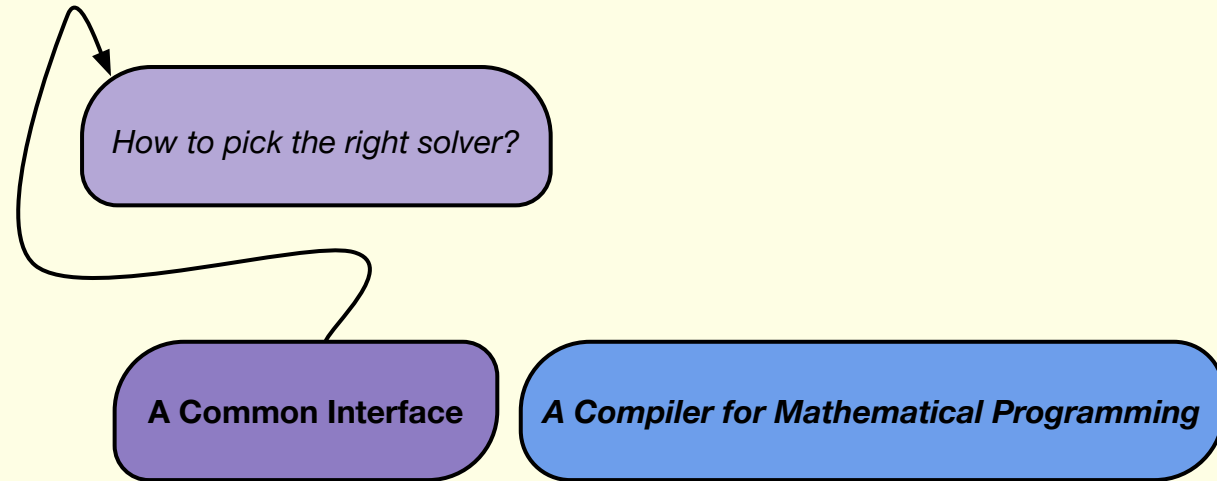 How to pick the right solver?
A Common Interface
A Compiler for Mathematical Programming